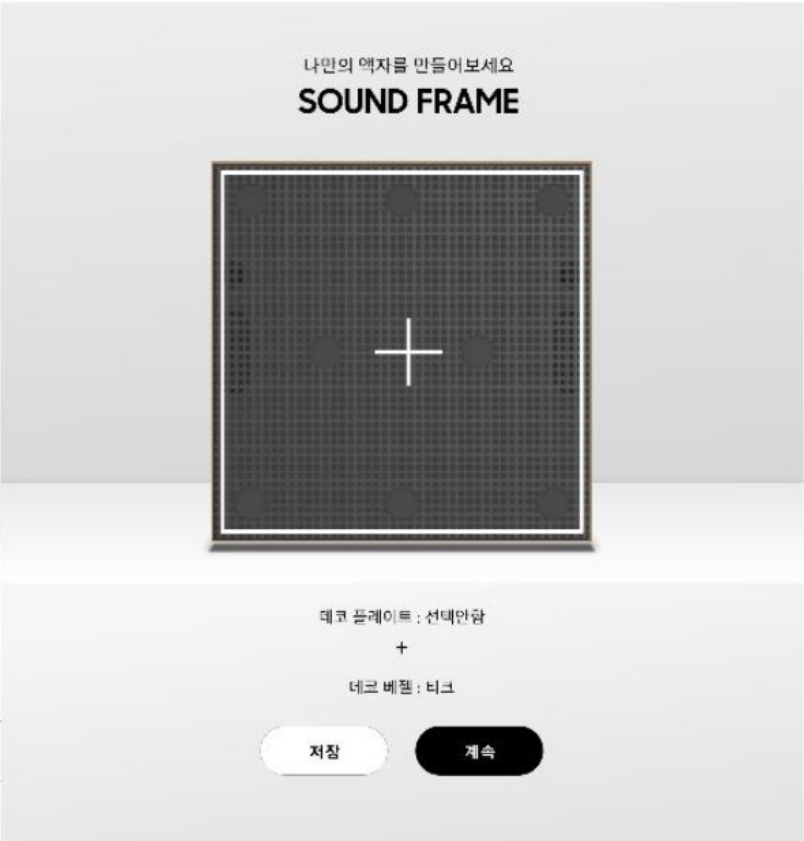 나만의 액자를 만들어보세요
SOUND FRAME
데코 플레이트 : 선택안함
+
데코 베젤 : 티크
저장
계속